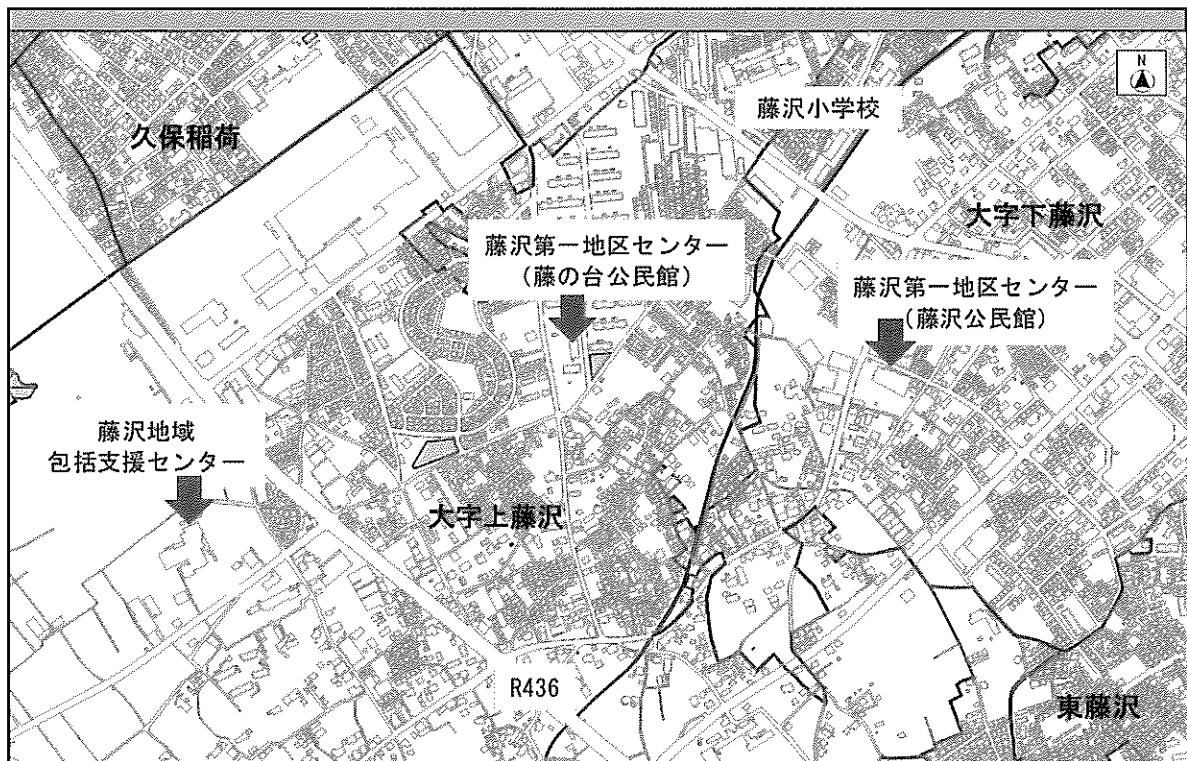 N
久保稲荷
藤沢小学校
大字下藤沢
藤沢第一地区センター
(藤の台公民館)
藤沢第一地区センター
(藤沢公民館)
藤沢地域
包括支援センター
大字上藤沢
R436
東藤沢